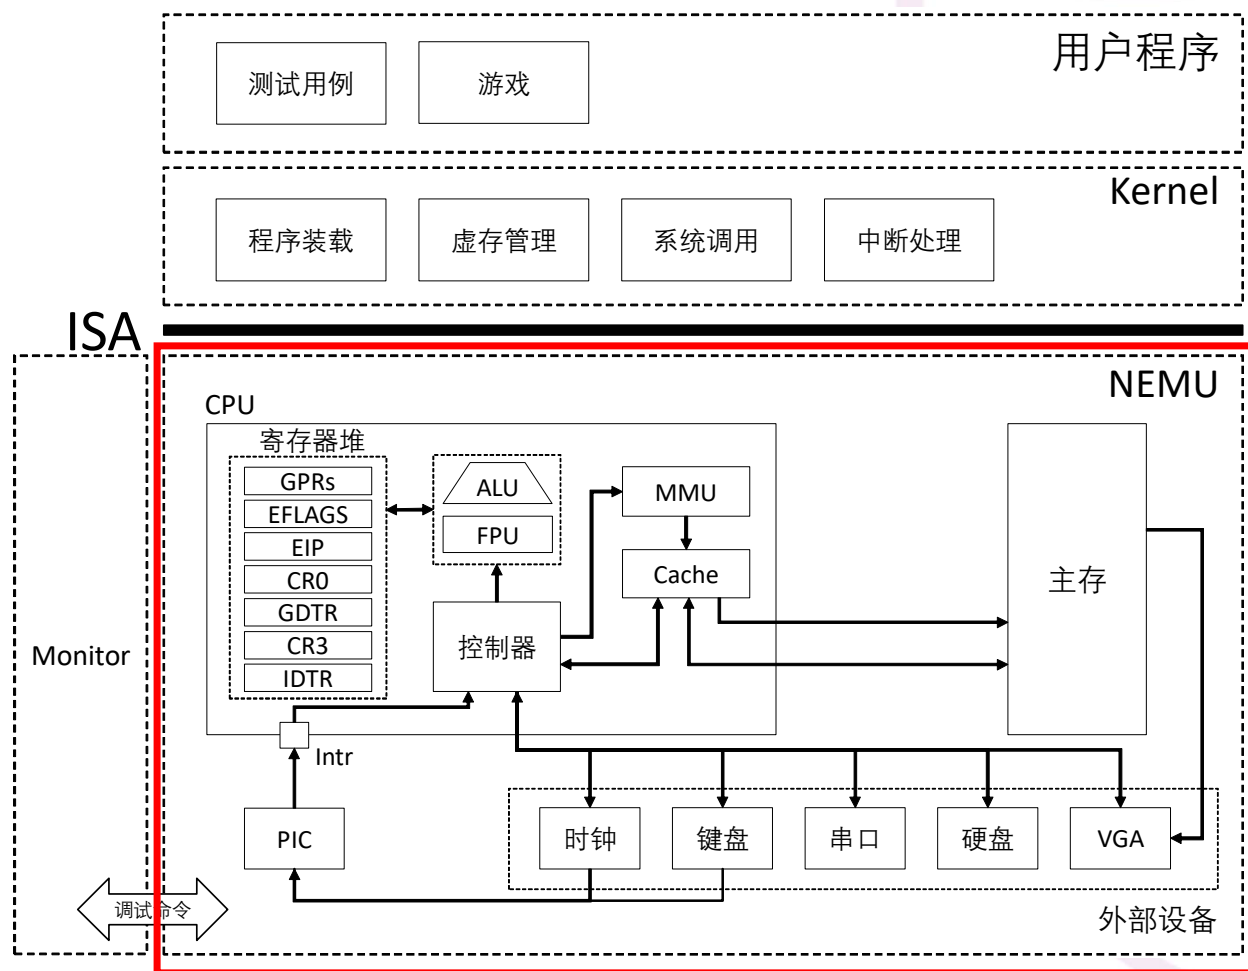 用户程序
测试用例
游戏
Kernel
程序装载
虚存管理
系统调用
中断处理
ISA
NEMU
CPU
寄存器堆
GPRs
EFLAGS
EIP
CR0
GDTR
CR3
IDTR
ALU
FPU
MMU
Cache
控制器
主存
Monitor
Intr
PIC
时钟
键盘
串口
硬盘
VGA
调试命令
外部设备